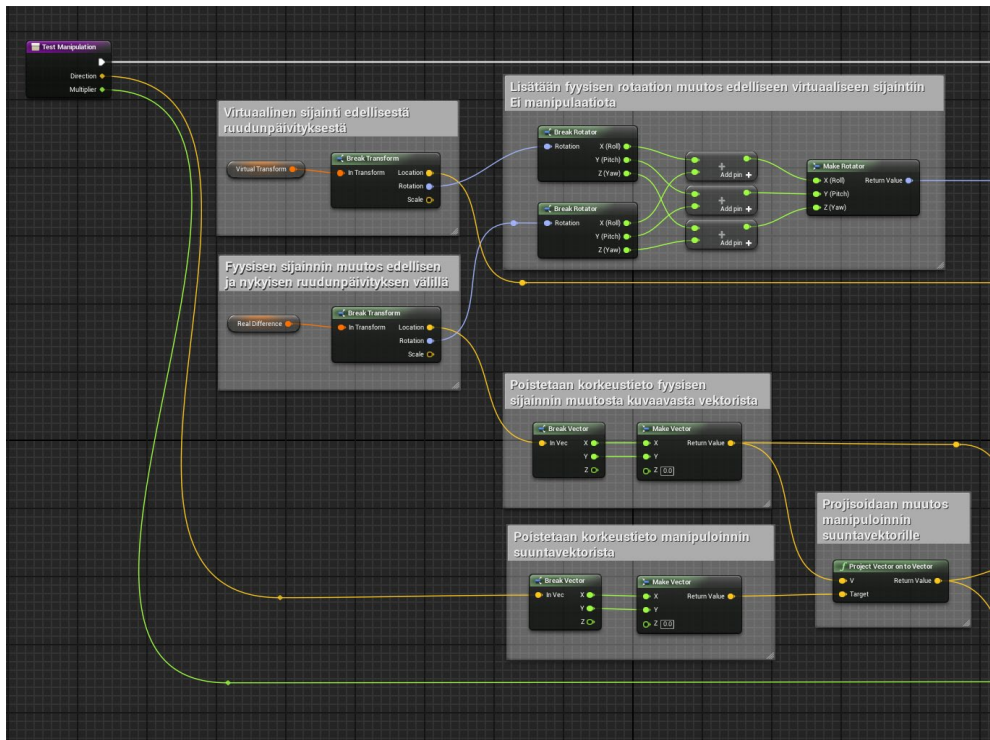 Test Manipulation
Direction
Multiplier
Virtuaalinen sijainti edellisestä
ruudunpäivityksestä
Virtual Transform
Break Transform
In Transform
Location
Rotation
Scale
Fyysisen sijainnin muutos edellisen
ja nykyisen ruudunpäivityksen välillä
Real Difference
Break Transform
In Transform
Location
Rotation
Scale
Lisätään fyysisen rotaation muutos edelliseen virtuaaliseen sijaintiin
Ei manipulaatiota
Break Rotator
Rotation
X (Roll)
Y (Pitch)
Z (Yaw)
Break Rotator
Rotation
X (Roll)
Y (Pitch)
Z (Yaw)
Add pin +
Add pin +
Add pin +
Make Rotator
X (Roll)
Return Value
Y (Pitch)
Z (Yaw)
Poistetaan korkeustieto fyysisen
sijainnin muutosta kuvaavasta vektorista
Break Vector
In Vec
X
Y
Z
Make Vector
X
Return Value
Y
Z 0.0
Poistetaan korkeustieto manipuloinnin
suuntavektorista
Break Vector
In Vec
X
Y
Z
Make Vector
X
Return Value
Y
Z 0.0
Projisoidaan muutos
manipuloinnin
suuntavektorille
f Project Vector on to Vector
V
Return Value
Target